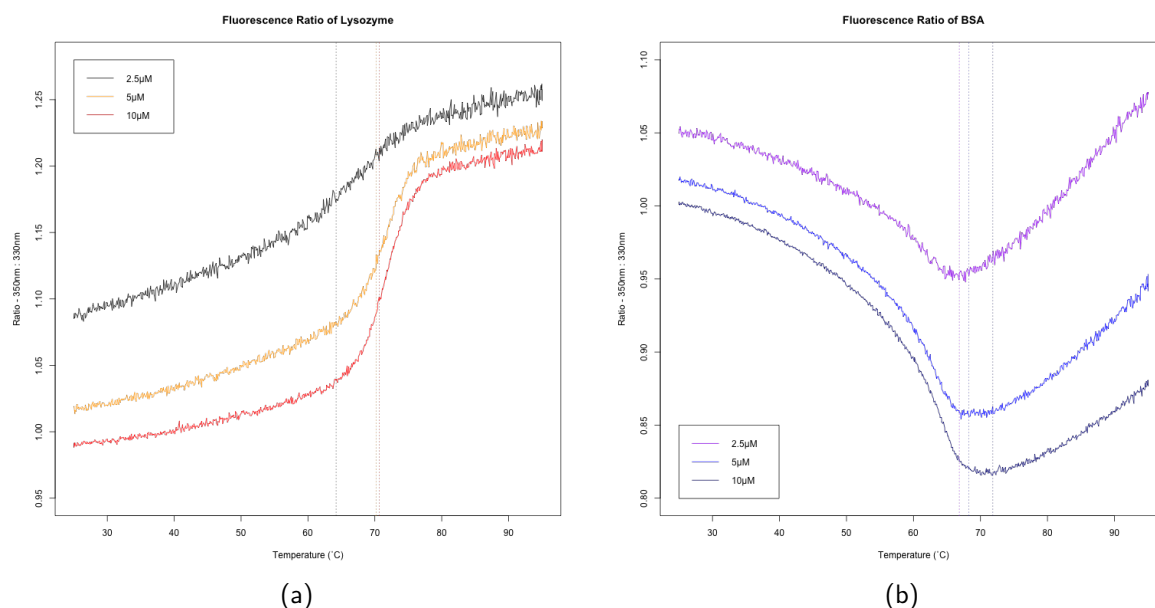 Fluorescence Ratio of Lysozyme
2.5µM
5µM
10µM
Ratio - 350nm : 330nm
0.95
1.00
1.05
1.10
1.15
1.20
1.25
30 40 50 60 70 80 90
Temperature (˚C)
(a)
Fluorescence Ratio of BSA
2.5µM
5µM
10µM
Ratio - 350nm : 330nm
0.80
0.85
0.90
0.95
1.00
1.05
1.10
30 40 50 60 70 80 90
Temperature (˚C)
(b)